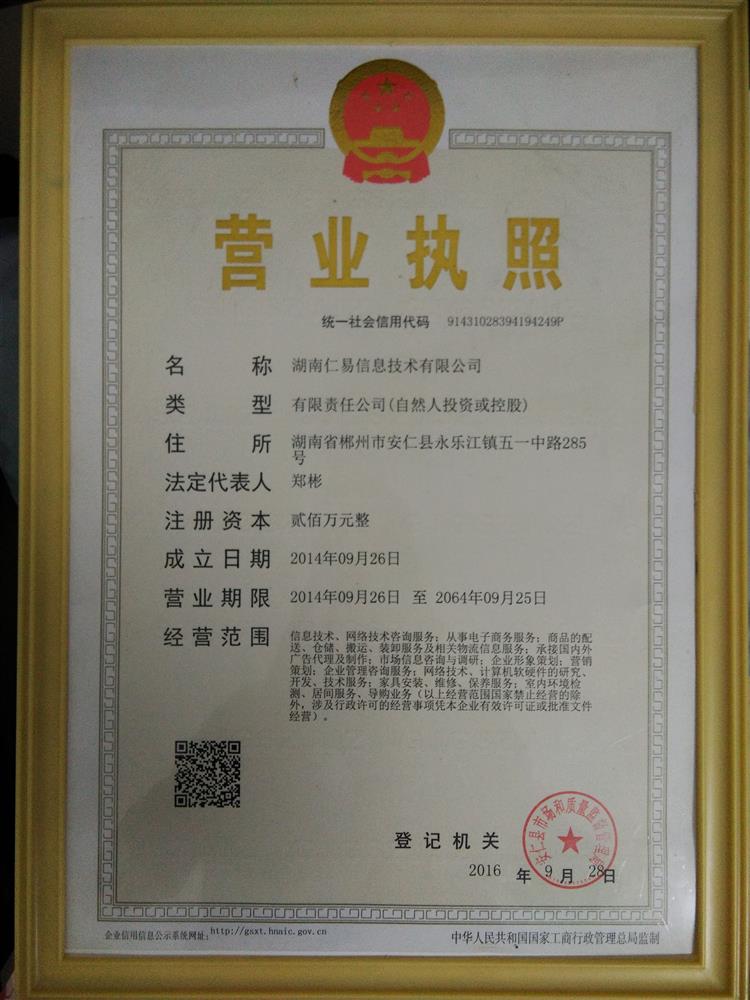 营业执照
统一社会信用代码 91431028394194249P
名称 湖南仁易信息技术有限公司
类型 有限责任公司(自然人投资或控股)
住所 湖南省郴州市安仁县永乐江镇五一中路285
号
法定代表人 郑彬
注册资本 贰佰万元整
成立日期 2014年09月26日
营业期限 2014年09月26日 至 2064年09月25日
经营范围 信息技术、网络技术咨询服务；从事电子商务服务；商品的配
送、仓储、搬运、装卸服务及相关物流信息服务；承接国内外
广告代理及制作；市场信息咨询与调研；企业形象策划；营销
策划；企业管理咨询服务；网络技术、计算机软硬件的研究、
开发、技术服务；家具安装、维修、保养服务；室内环境检
测、居间服务、导购业务（以上经营范围国家禁止经营的除
外，涉及行政许可的经营事项凭本企业有效许可证或批准文件
经营）。
安仁县市场和质量监督管理局
登记机关
2016 年 9 月 28日
企业信用信息公示系统网址：http://gsxt.hnaic.gov.cn
中华人民共和国国家工商行政管理总局监制